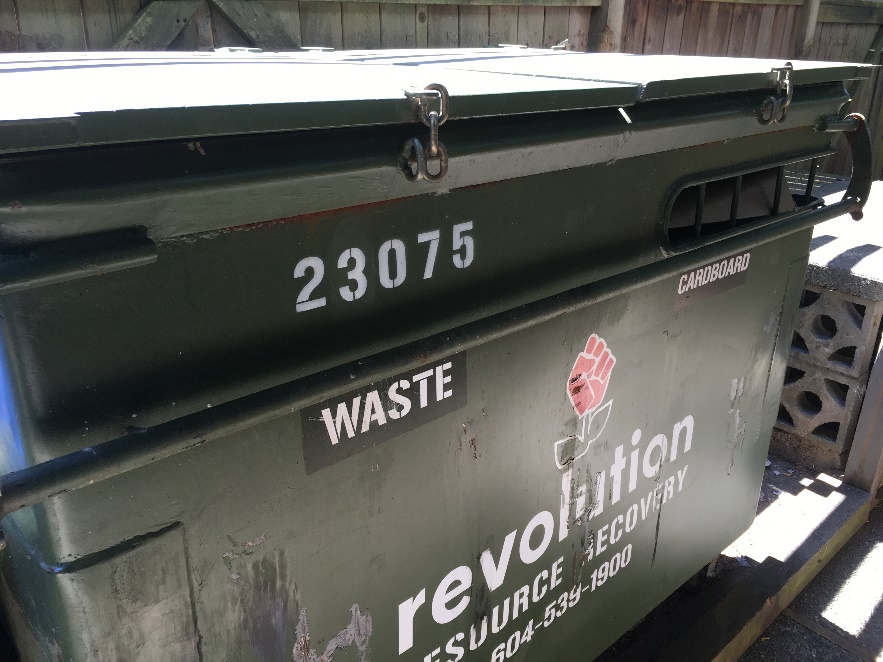 23075
CARDBOARD
WASTE
revolution
RESOURCE RECOVERY
604-539-1900